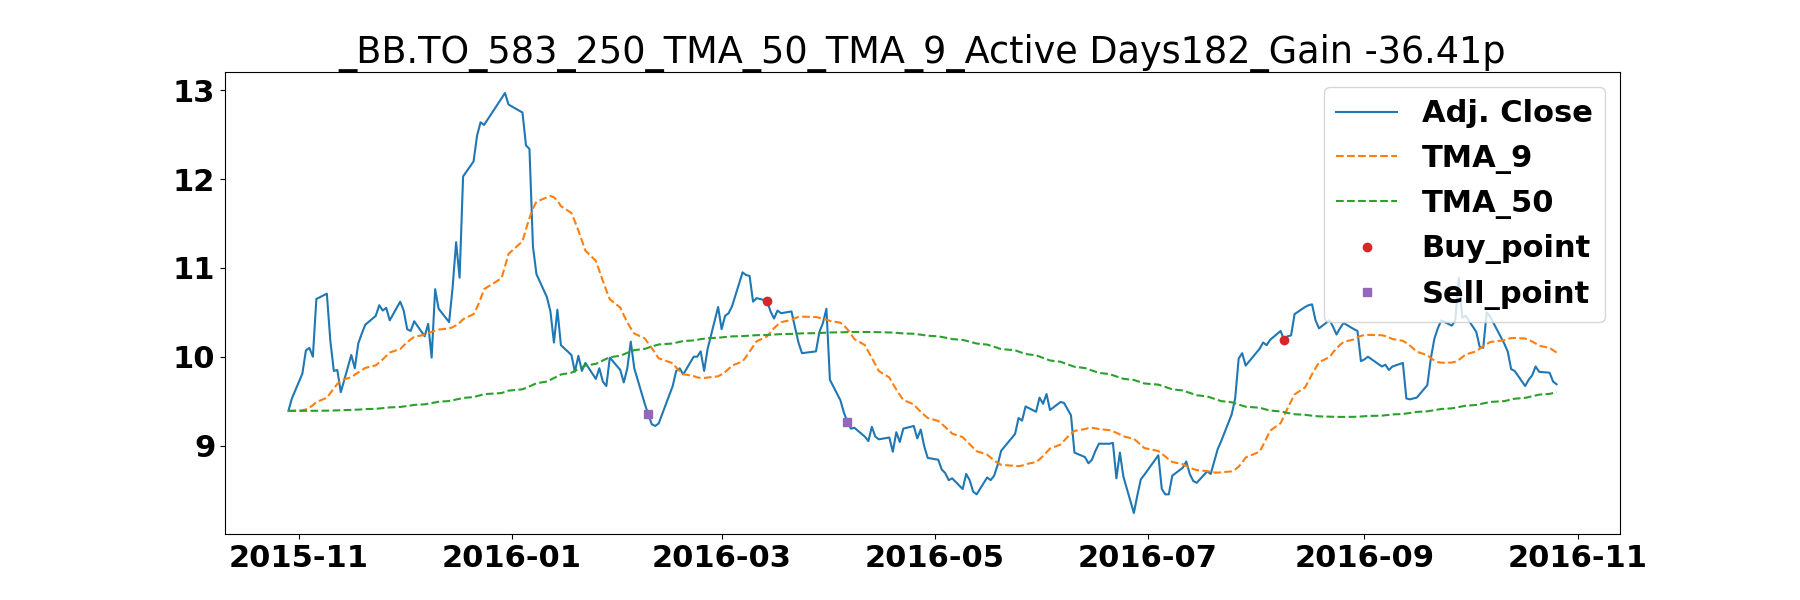 _BB.TO_583_250_TMA_50_TMA_9_Active Days182_Gain -36.41p
13
12
11
10
9
Adj. Close
TMA_9
TMA_50
Buy_point
Sell_point
2015-11 2016-01 2016-03 2016-05 2016-07 2016-09 2016-11